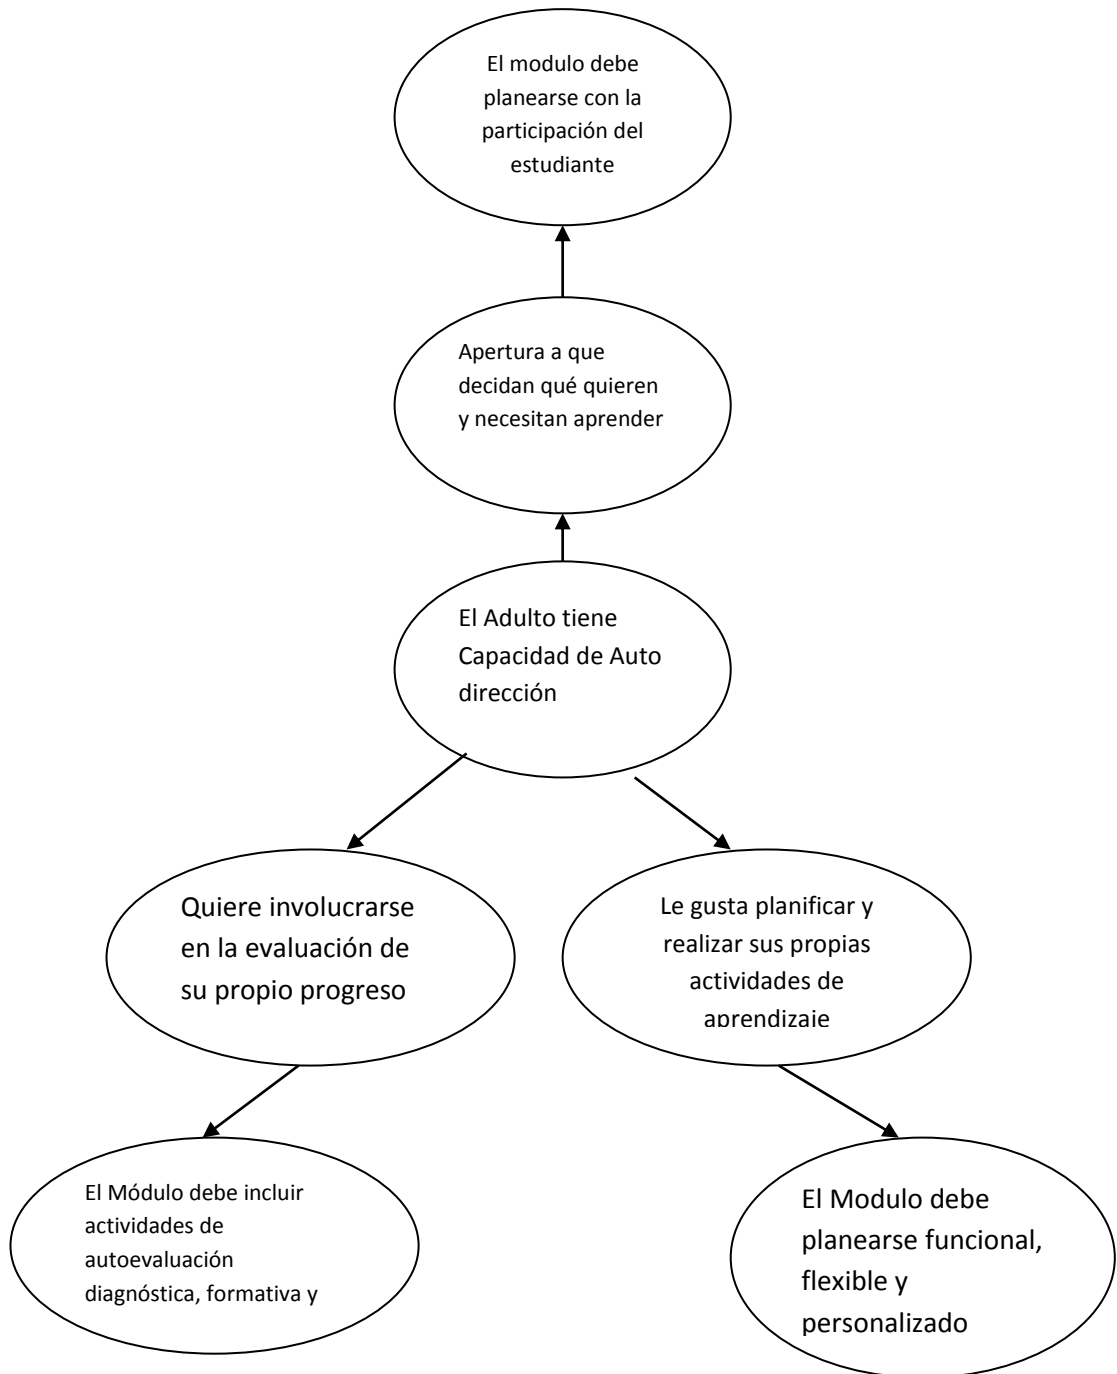 El modulo debe
planearse con la
participación del
estudiante
Apertura a que
decidan qué quieren
y necesitan aprender
El Adulto tiene
Capacidad de Auto
dirección
Quiere involucrarse
en la evaluación de
su propio progreso
Le gusta planificar y
realizar sus propias
actividades de
aprendizaje
El Módulo debe incluir
actividades de
autoevaluación
diagnóstica, formativa y
El Modulo debe
planearse funcional,
flexible y
personalizado